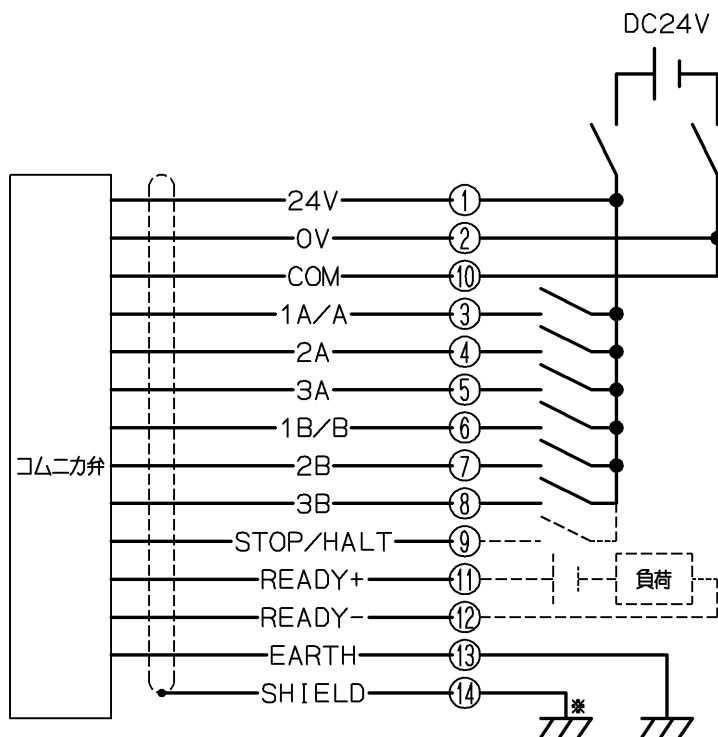 DC24V
24V ①
0V ②
COM ⑩
1A/A ③
2A ④
3A ⑤
1B/B ⑥
コムニカ弁
2B ⑦
3B ⑧
STOP/HALT ⑨
READY+ ⑪
負荷
READY- ⑫
EARTH ⑬
SHIELD ⑭
※